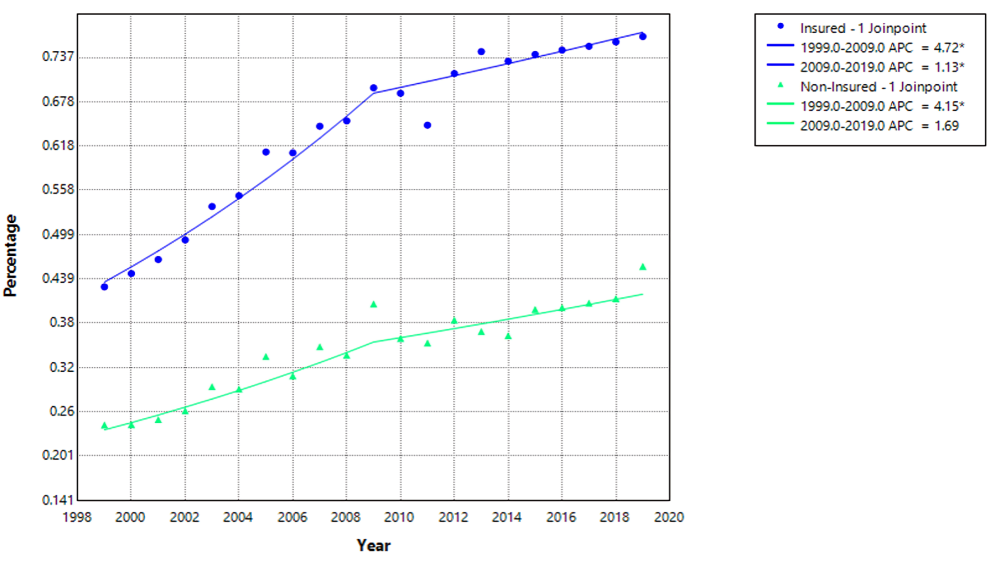 Percentage
0.737
0.678
0.618
0.558
0.499
0.439
0.38
0.32
0.26
0.201
0.141
1998 2000 2002 2004 2006 2008 2010 2012 2014 2016 2018 2020
Year
Insured - 1 Joinpoint
1999.0-2009.0 APC = 4.72*
2009.0-2019.0 APC = 1.13*
Non-Insured - 1 Joinpoint
1999.0-2009.0 APC = 4.15*
2009.0-2019.0 APC = 1.69